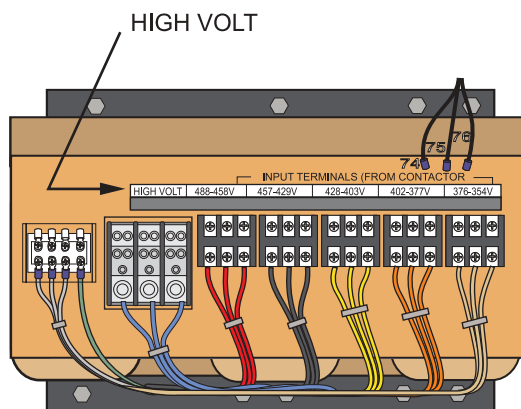 HIGH VOLT
74 75 76
INPUT TERMINALS (FROM CONTACTOR
HIGH VOLT 488-458V 457-429V 428-403V 402-377V 376-354V